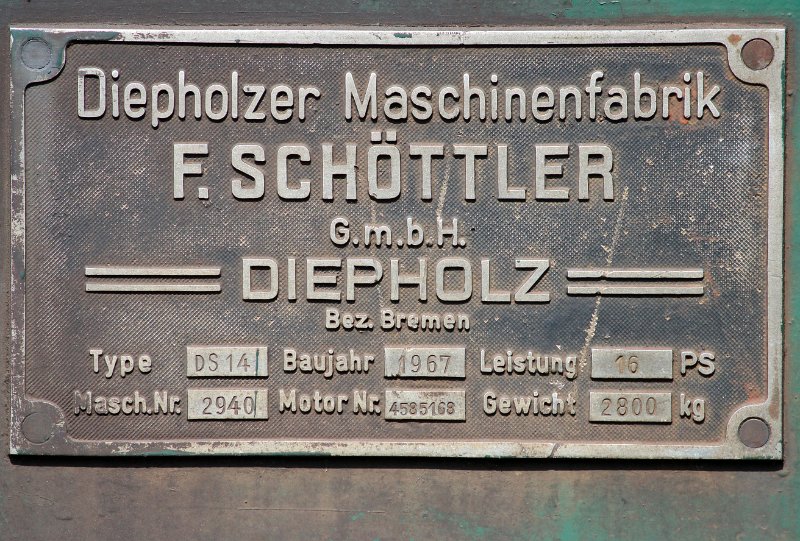 Diepholzer Maschinenfabrik
F. SCHÖTTLER
G.m.b.H.
DIEPHOLZ
Bez. Bremen
Type DS 14 Baujahr 1967 Leistung 16 PS
Masch.Nr. 2940 Motor Nr. 4585168 Gewicht 2800 kg